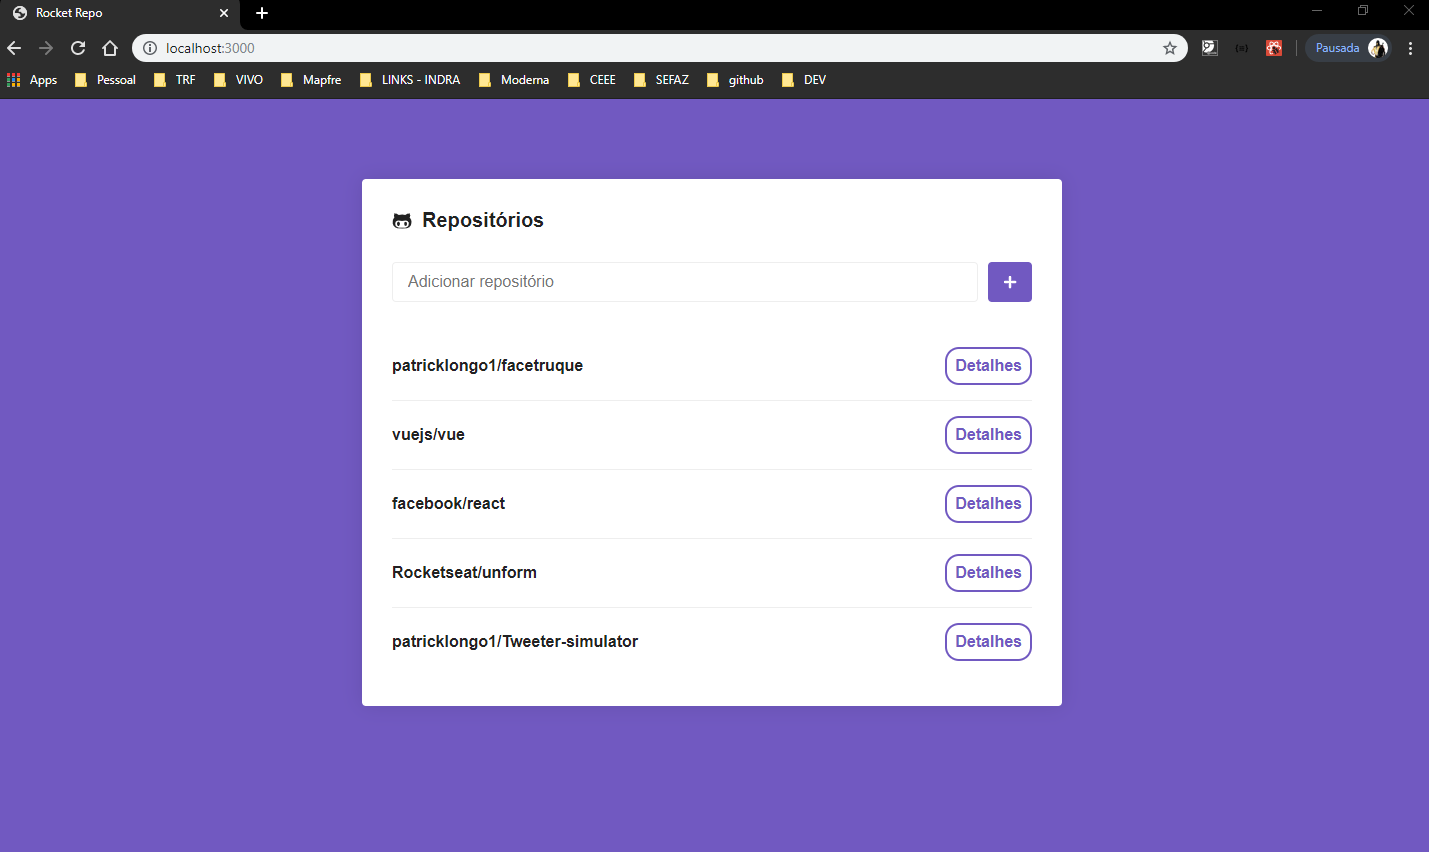 Rocket Repo
localhost:3000
Pausada
Apps Pessoal TRF VIVO Mapfre LINKS - INDRA Moderna CEEE SEFAZ github DEV
Repositórios
Adicionar repositório
+
patricklongo1/facetruque Detalhes
vuejs/vue Detalhes
facebook/react Detalhes
Rocketseat/unform Detalhes
patricklongo1/Tweeter-simulator Detalhes